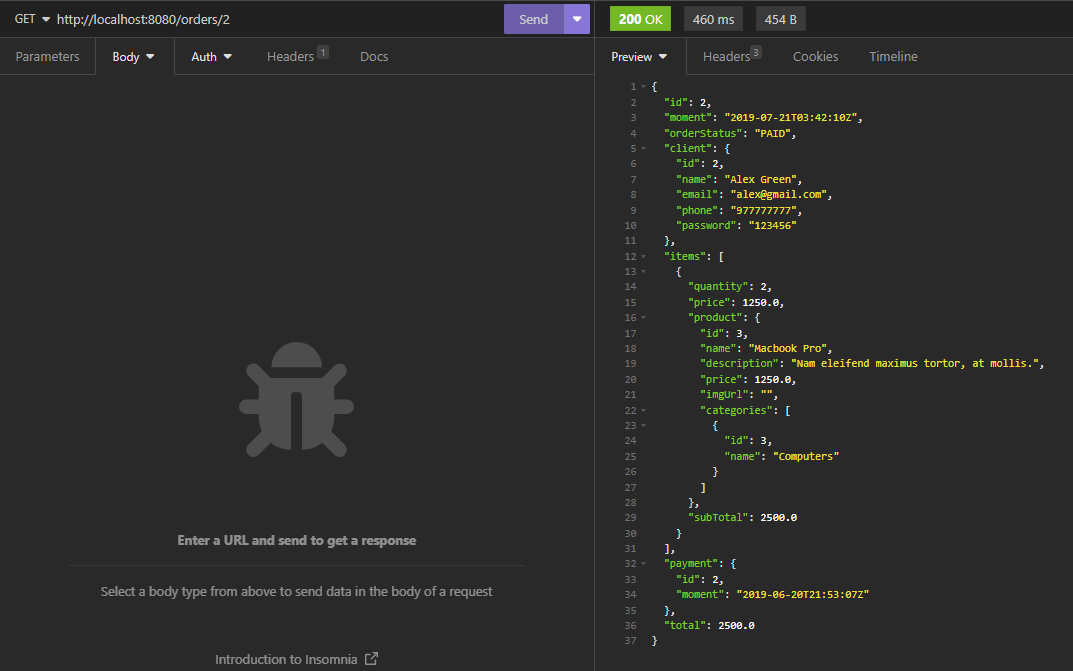 GET http://localhost:8080/orders/2 Send
200 OK 460 ms 454 B
Parameters Body Auth Headers 1 Docs
Preview Headers 3 Cookies Timeline
Enter a URL and send to get a response
Select a body type from above to send data in the body of a request
Introduction to Insomnia
1 {
2 "id": 2,
3 "moment": "2019-07-21T03:42:10Z",
4 "orderStatus": "PAID",
5 "client": {
6 "id": 2,
7 "name": "Alex Green",
8 "email": "alex@gmail.com",
9 "phone": "977777777",
10 "password": "123456"
11 },
12 "items": [
13 {
14 "quantity": 2,
15 "price": 1250.0,
16 "product": {
17 "id": 3,
18 "name": "Macbook Pro",
19 "description": "Nam eleifend maximus tortor, at mollis.",
20 "price": 1250.0,
21 "imgUrl": "",
22 "categories": [
23 {
24 "id": 3,
25 "name": "Computers"
26 }
27 ]
28 },
29 "subTotal": 2500.0
30 }
31 ],
32 "payment": {
33 "id": 2,
34 "moment": "2019-06-20T21:53:07Z"
35 },
36 "total": 2500.0
37 }